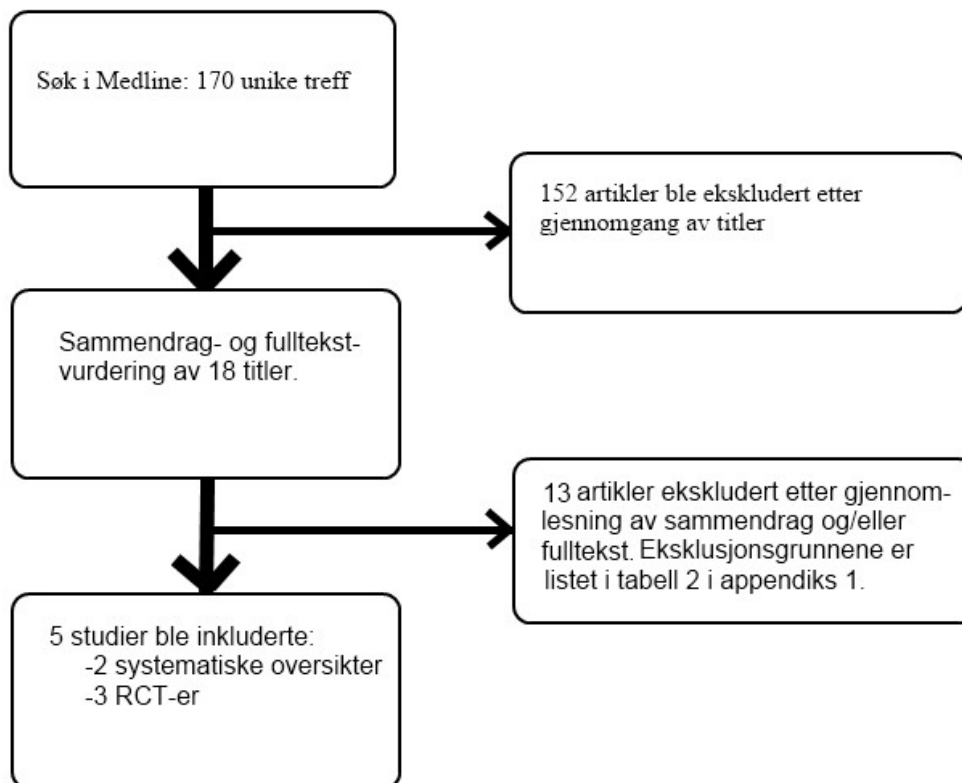 Søk i Medline: 170 unike treff
152 artikler ble ekskludert etter
gjennomgang av titler
Sammendrag- og fulltekst-
vurdering av 18 titler.
13 artikler ekskludert etter gjennom-
lesning av sammendrag og/eller
fulltekst. Eksklusjonsgrunnene er
listet i tabell 2 i appendiks 1.
5 studier ble inkluderte:
-2 systematiske oversikter
-3 RCT-er